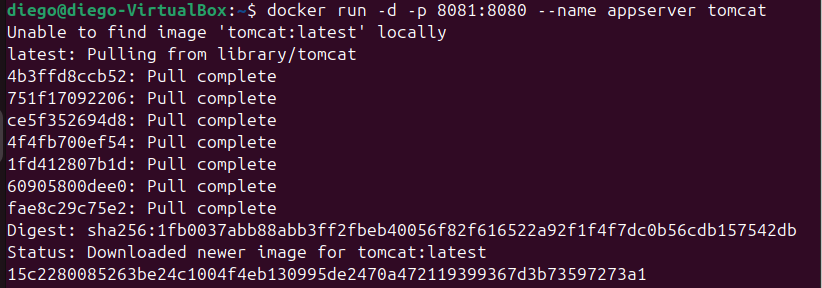 diego@diego-VirtualBox:~$ docker run -d -p 8081:8080 --name appserver tomcat
Unable to find image 'tomcat:latest' locally
latest: Pulling from library/tomcat
4b3ffd8ccb52: Pull complete
751f17092206: Pull complete
ce5f352694d8: Pull complete
4f4fb700ef54: Pull complete
1fd412807b1d: Pull complete
60905800dee0: Pull complete
fae8c29c75e2: Pull complete
Digest: sha256:1fb0037abb88abb3ff2fbeb40056f82f616522a92f1f4f7dc0b56cdb157542db
Status: Downloaded newer image for tomcat:latest
15c2280085263be24c1004f4eb130995de2470a472119399367d3b73597273a1